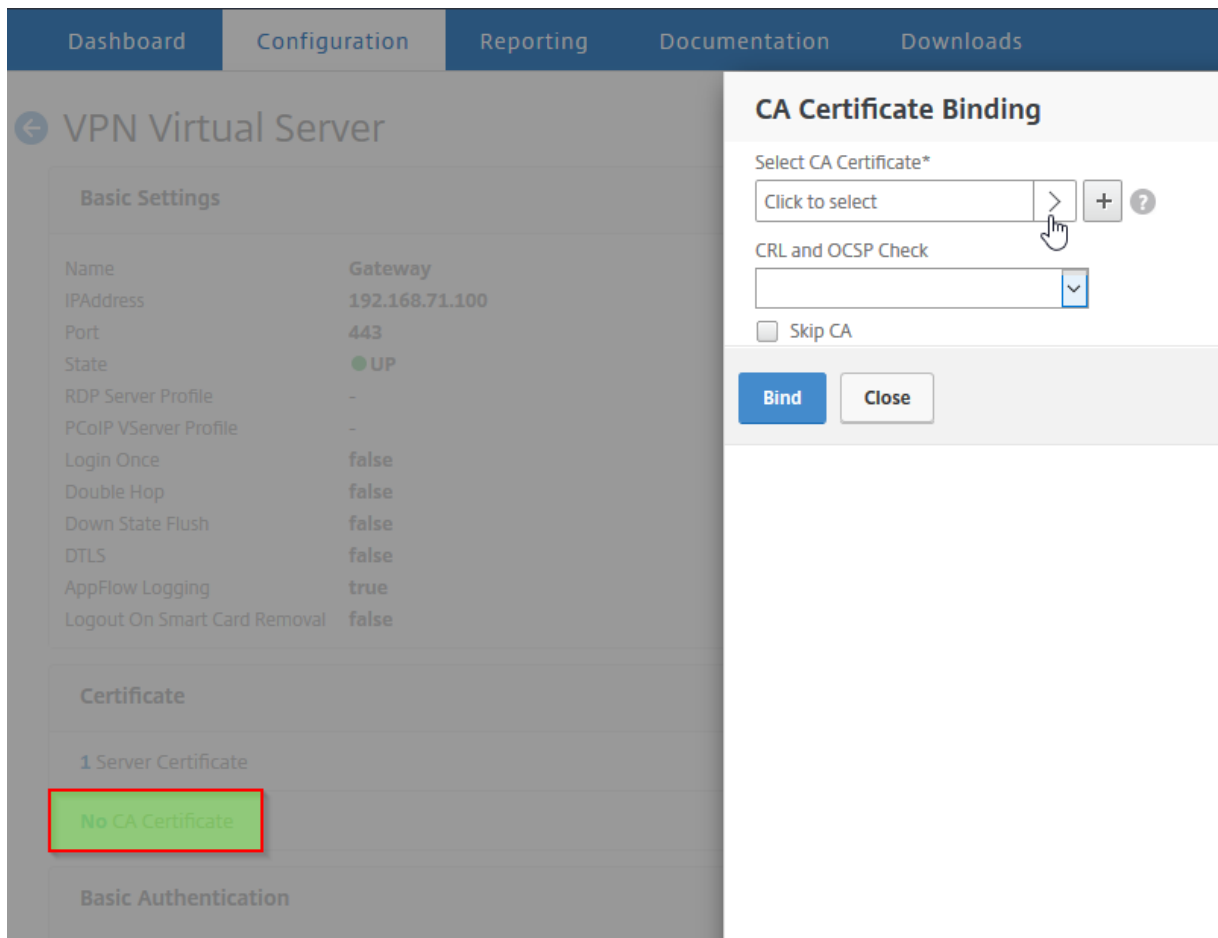 Dashboard Configuration Reporting Documentation Downloads
VPN Virtual Server
Basic Settings
Name Gateway
IPAddress 192.168.71.100
Port 443
State UP
RDP Server Profile -
PCoIP VServer Profile -
Login Once false
Double Hop false
Down State Flush false
DTLS false
AppFlow Logging true
Logout On Smart Card Removal false
Certificate
1 Server Certificate
No CA Certificate
Basic Authentication
CA Certificate Binding
Select CA Certificate*
Click to select > + ?
CRL and OCSP Check
Skip CA
Bind Close